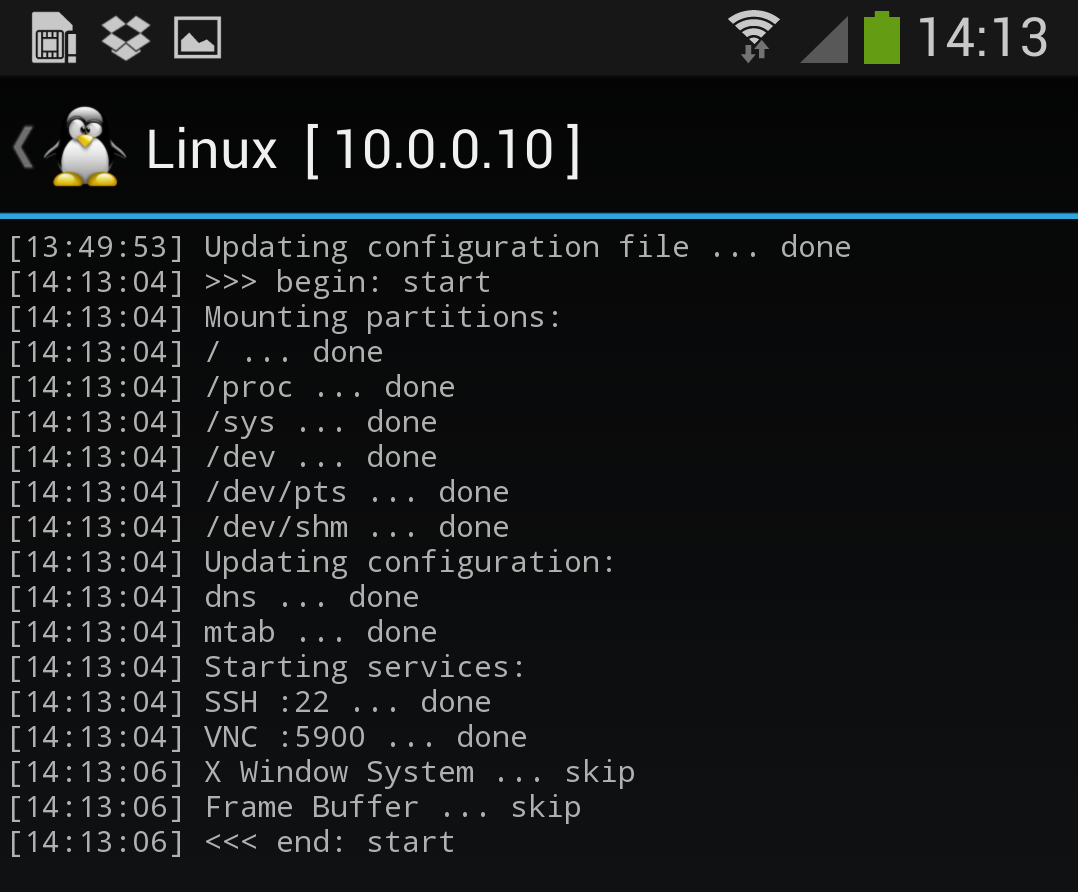 14:13
Linux [ 10.0.0.10 ]
[13:49:53] Updating configuration file ... done
[14:13:04] >>> begin: start
[14:13:04] Mounting partitions:
[14:13:04] / ... done
[14:13:04] /proc ... done
[14:13:04] /sys ... done
[14:13:04] /dev ... done
[14:13:04] /dev/pts ... done
[14:13:04] /dev/shm ... done
[14:13:04] Updating configuration:
[14:13:04] dns ... done
[14:13:04] mtab ... done
[14:13:04] Starting services:
[14:13:04] SSH :22 ... done
[14:13:04] VNC :5900 ... done
[14:13:06] X Window System ... skip
[14:13:06] Frame Buffer ... skip
[14:13:06] <<< end: start